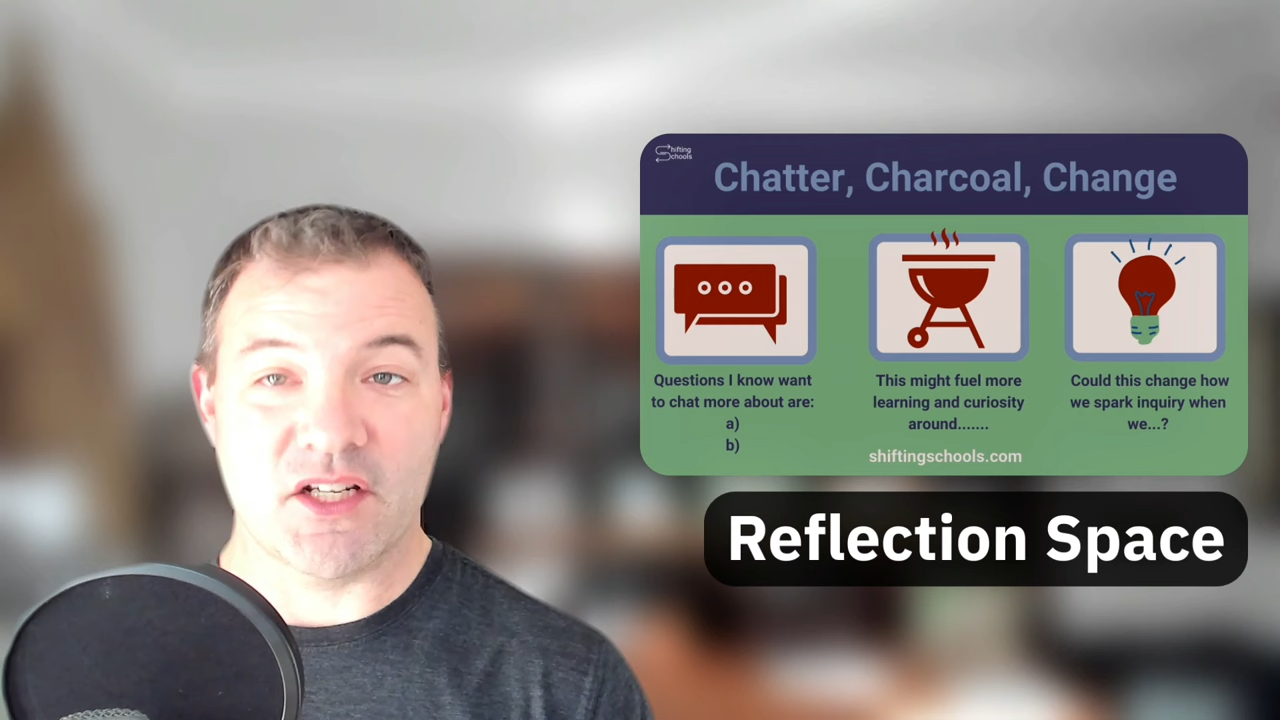 Shifting
Schools
Chatter, Charcoal, Change
Questions I know want
to chat more about are:
a)
b)
This might fuel more
learning and curiosity
around.......
Could this change how
we spark inquiry when
we...?
shiftingschools.com
Reflection Space